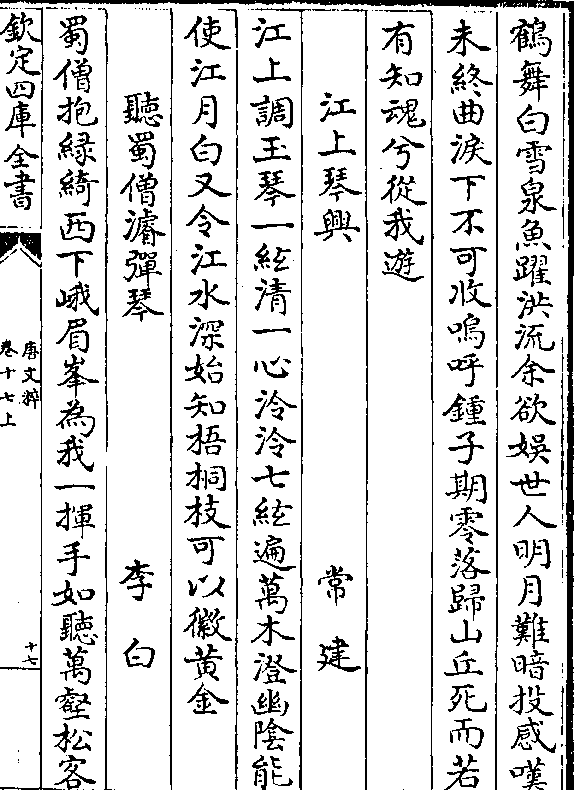 鶴舞白雪泉魚躍洪流余欲娛世人明月難暗投感嘆
未終曲淚下不可收嗚呼鍾子期零落歸山丘死而若
有知魂兮從我遊
江上琴興 常建
江上調玉琴一絃清一心泠泠七絃遍萬木澄幽陰能
使江月白又令江水深始知梧桐枝可以徽黄金
聽蜀僧濬彈琴 李白
蜀僧抱緑綺西下峨眉峯為我一揮手如聽萬壑松客
欽定四庫全書 唐文粹 卷十七上 十七